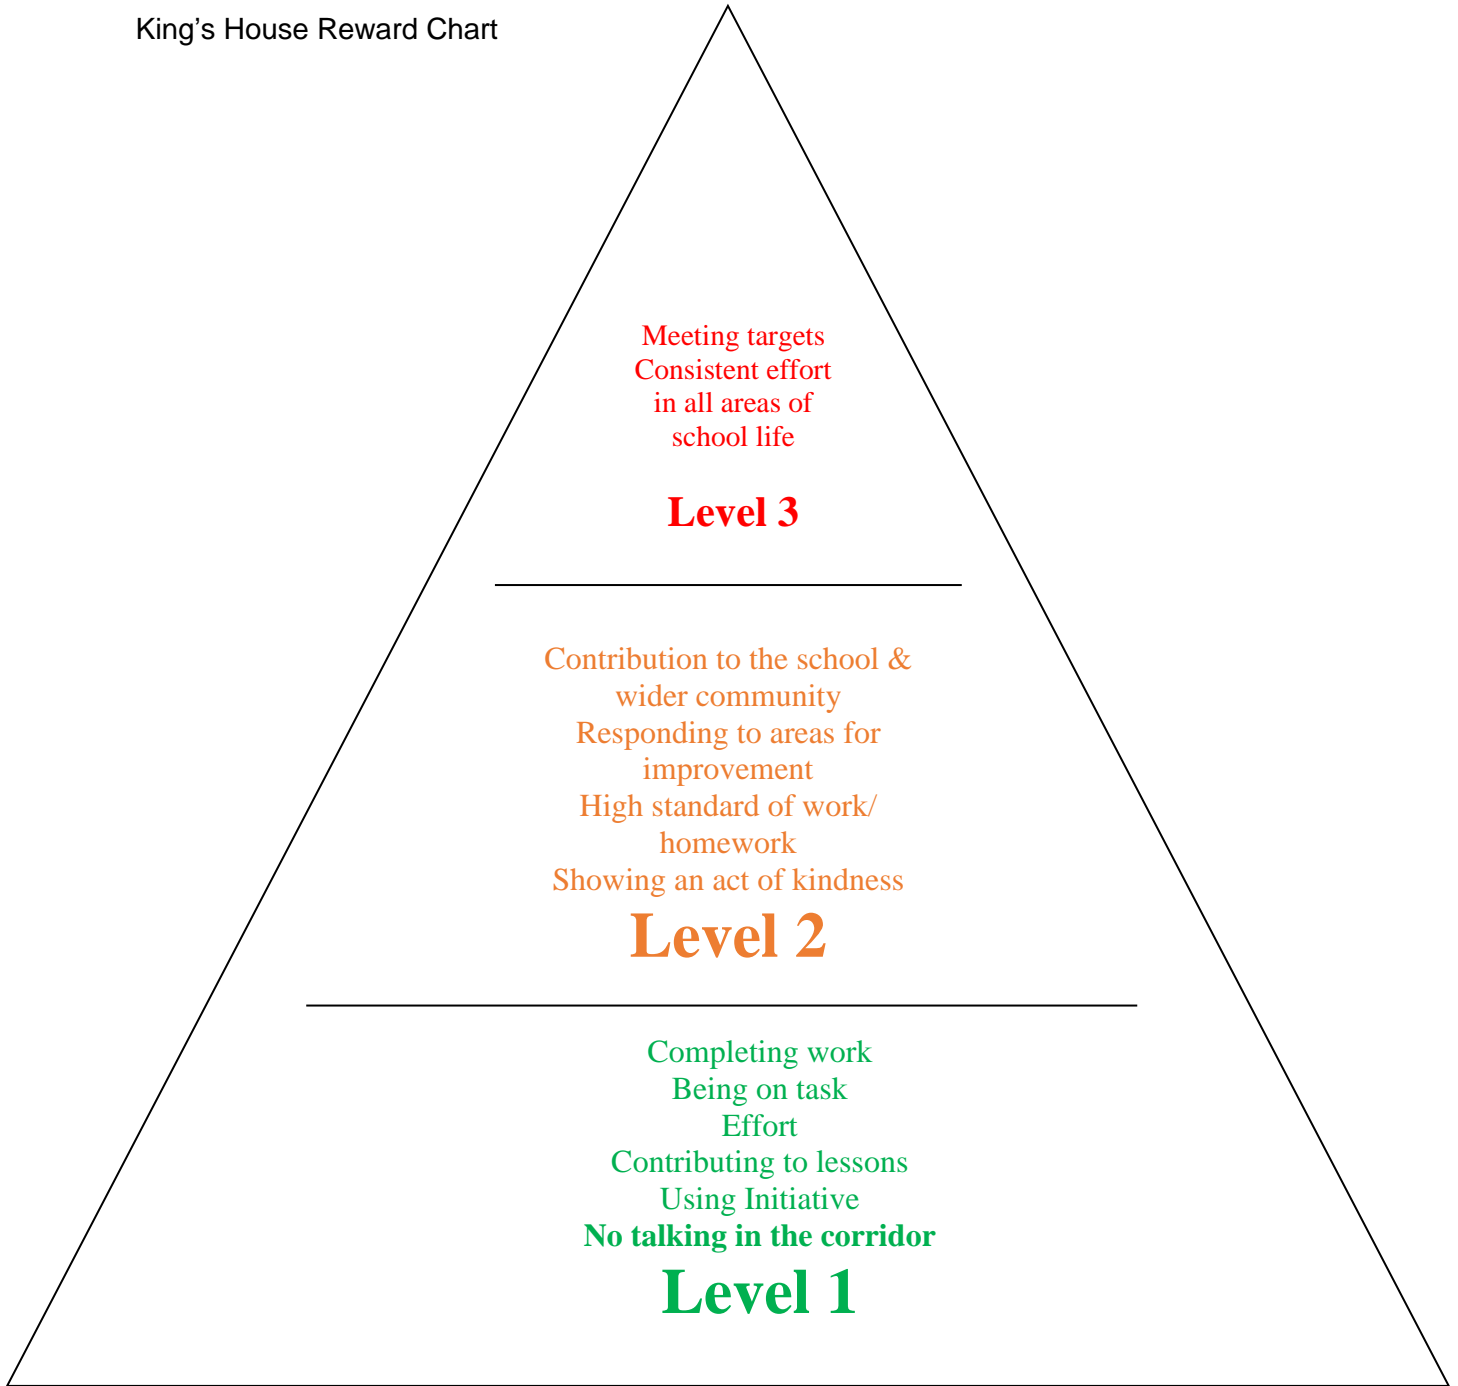 King’s House Reward Chart
Meeting targets
Consistent effort
in all areas of
school life
Level 3
Contribution to the school &
wider community
Responding to areas for
improvement
High standard of work/
homework
Showing an act of kindness
Level 2
Completing work
Being on task
Effort
Contributing to lessons
Using Initiative
No talking in the corridor
Level 1